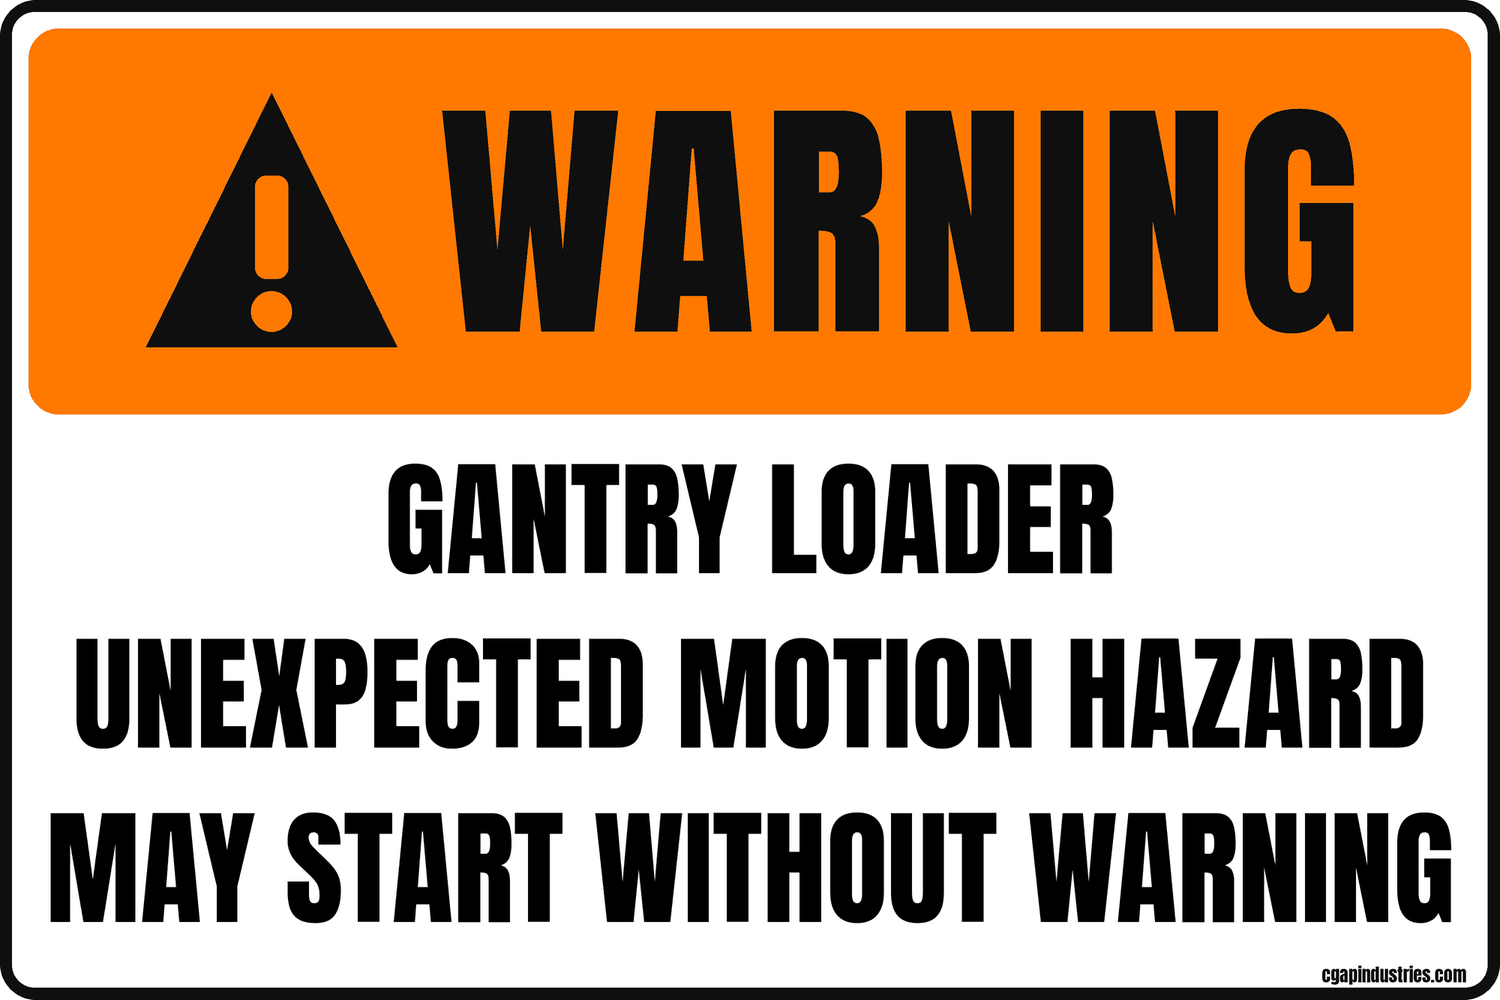 WARNING
GANTRY LOADER
UNEXPECTED MOTION HAZARD
MAY START WITHOUT WARNING
cgapindustries.com